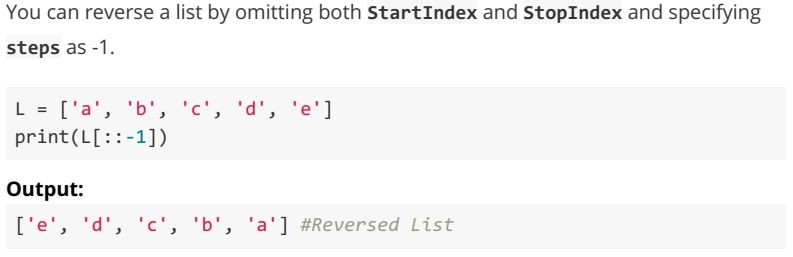 You can reverse a list by omitting both StartIndex and StopIndex and specifying
steps as -1.
L = ['a', 'b', 'c', 'd', 'e']
print(L[::-1])
Output:
['e', 'd', 'c', 'b', 'a'] #Reversed List